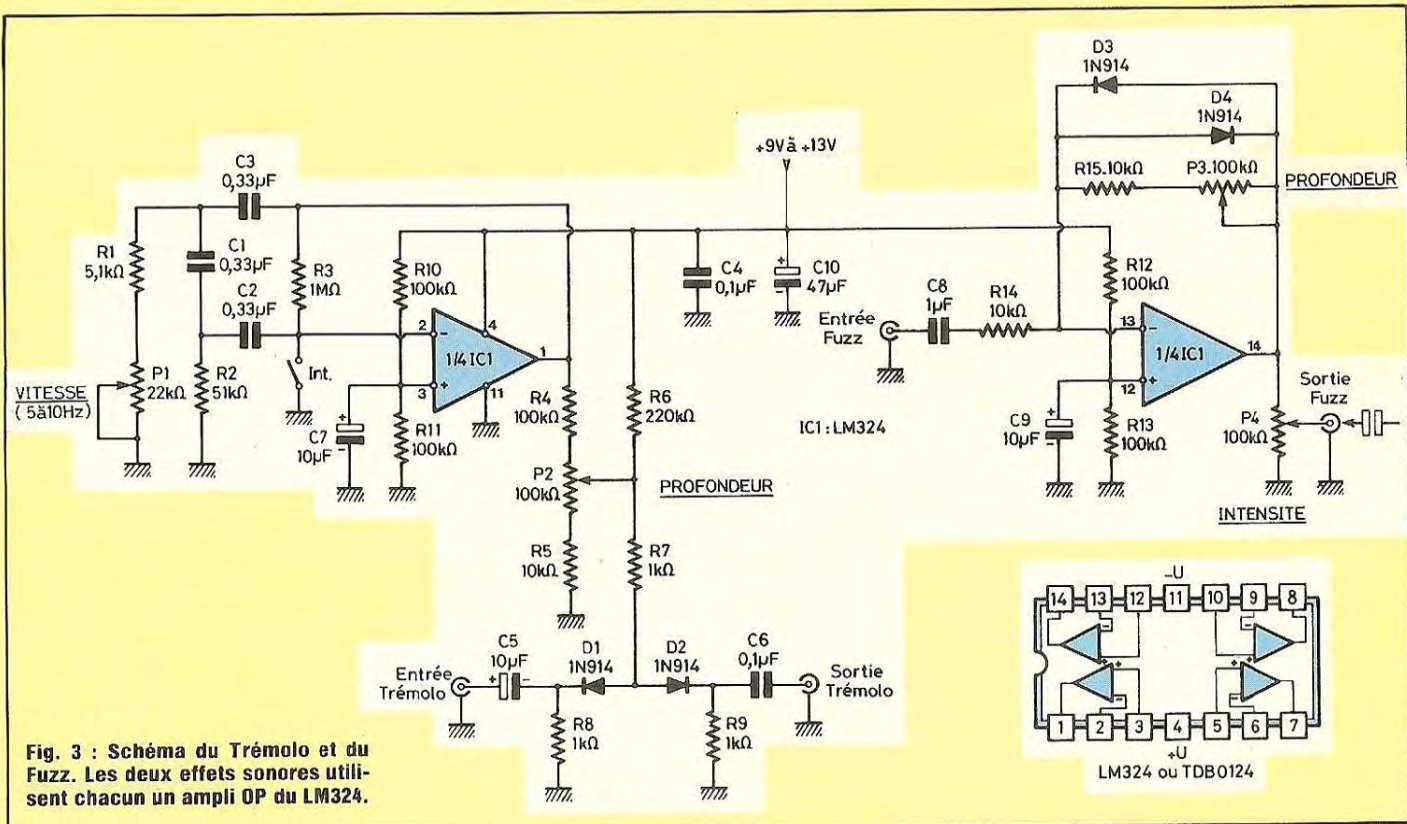 D3
1N914
D4
1N914
+9V à +13V
C3
0,33µF
R15.10kΩ
P3.100kΩ
PROFONDEUR
R1
5,1kΩ
C1
0,33µF
R3
1MΩ
R10
100kΩ
C2
0,33µF
C4
0,1µF
C10
47µF
+
-
R12
100kΩ
C8
1µF
R14
10kΩ
Entrée
Fuzz
2
-
4
1/4 IC1
1
3
+
11
13
-
1/4 IC1
14
12
+
VITESSE
(5à10Hz)
P1
22kΩ
R2
51kΩ
Int.
C7
10µF
+
-
R11
100kΩ
R4
100kΩ
R6
220kΩ
IC1 : LM324
C9
10µF
+
-
R13
100kΩ
P4
100kΩ
Sortie
Fuzz
P2
100kΩ
PROFONDEUR
INTENSITE
R5
10kΩ
R7
1kΩ
-U
14 13 12 11 10 9 8
- -
+ + + +
- -
1 2 3 4 5 6 7
+U
LM324 ou TDB0124
Entrée
Trémolo
C5
10µF
+ -
D1
1N914
D2
1N914
C6
0,1µF
Sortie
Trémolo
R8
1kΩ
R9
1kΩ
Fig. 3 : Schéma du Trémolo et du
Fuzz. Les deux effets sonores utili-
sent chacun un ampli OP du LM324.